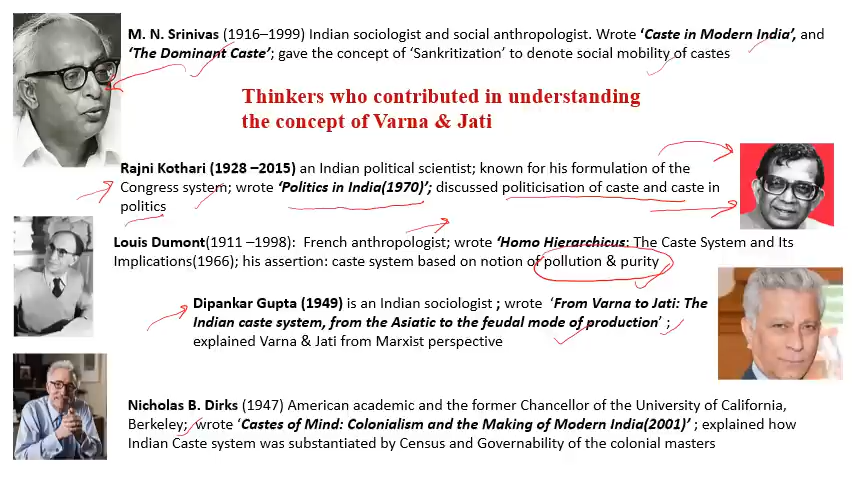 M. N. Srinivas (1916–1999) Indian sociologist and social anthropologist. Wrote ‘Caste in Modern India’, and
‘The Dominant Caste’; gave the concept of ‘Sankritization’ to denote social mobility of castes
Thinkers who contributed in understanding
the concept of Varna & Jati
Rajni Kothari (1928 –2015) an Indian political scientist; known for his formulation of the
Congress system; wrote ‘Politics in India(1970)’; discussed politicisation of caste and caste in
politics
Louis Dumont(1911 –1998): French anthropologist; wrote ‘Homo Hierarchicus: The Caste System and Its
Implications(1966); his assertion: caste system based on notion of pollution & purity
Dipankar Gupta (1949) is an Indian sociologist ; wrote ‘From Varna to Jati: The
Indian caste system, from the Asiatic to the feudal mode of production’ ;
explained Varna & Jati from Marxist perspective
Nicholas B. Dirks (1947) American academic and the former Chancellor of the University of California,
Berkeley; wrote ‘Castes of Mind: Colonialism and the Making of Modern India(2001)’ ; explained how
Indian Caste system was substantiated by Census and Governability of the colonial masters